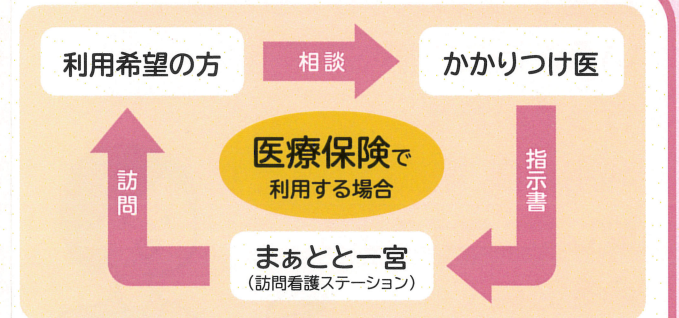 利用希望の方
相談
かかりつけ医
医療保険で
利用する場合
訪問
指示書
まぁとと一宮
（訪問看護ステーション）